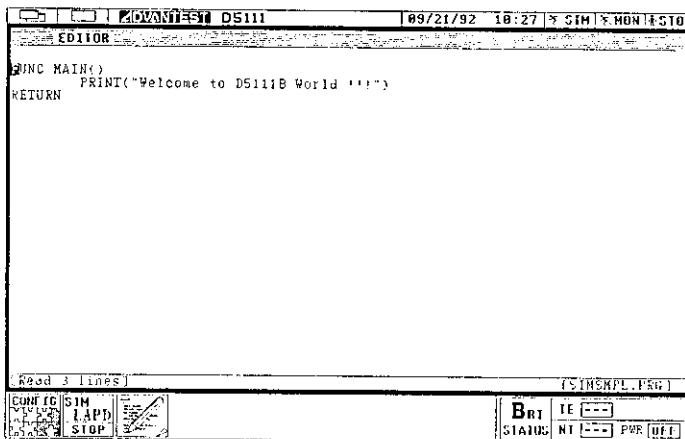 ADVANTEST D5111 09/21/92 10:27 SIM MON STO
EDITOR
FUNC MAIN()
PRINT("Welcome to D5111B World !!!")
RETURN
[Read 3 lines] (SIMSMPL.PRG)
CONFIG SIM LAPD STOP
BRI STATUS TE [---]
NT [---] PWR OFF